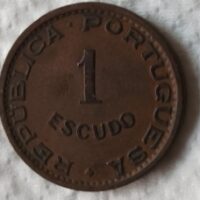 REPUBLICA · PORTUGUESA ·
1
ESCUDO